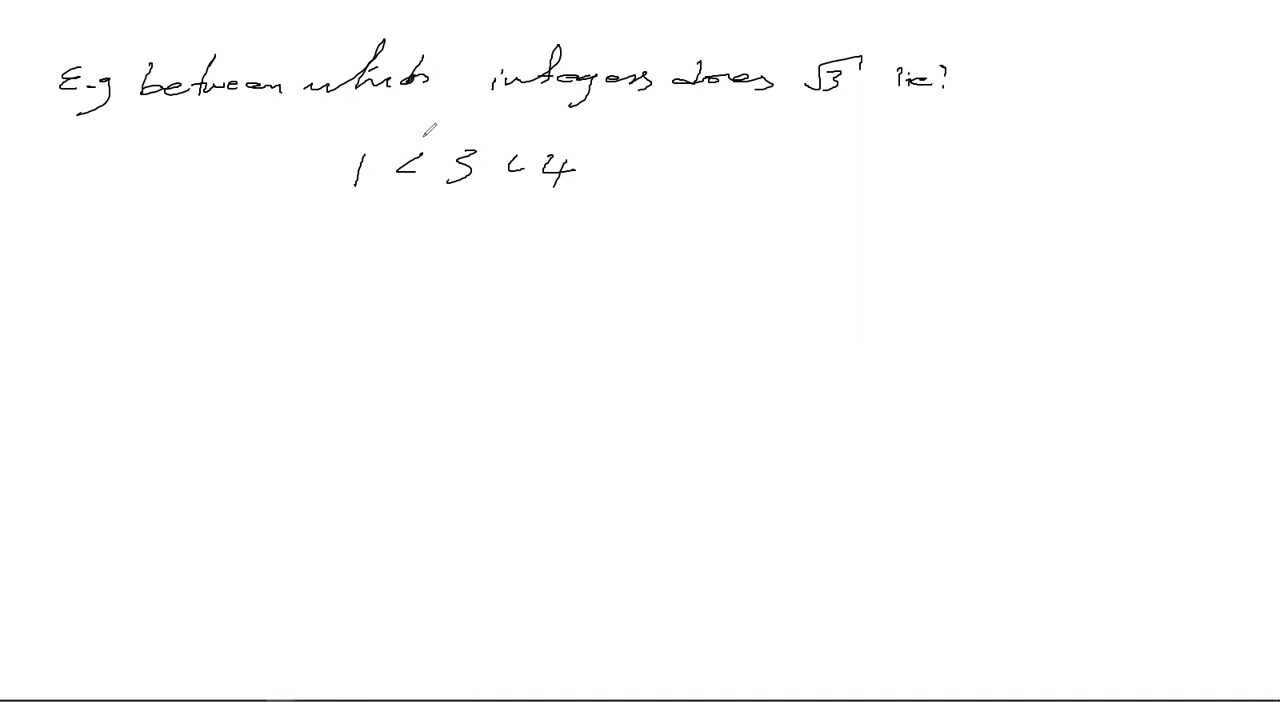 E.g between which integers does √3 lie?
1 < 3 < 4